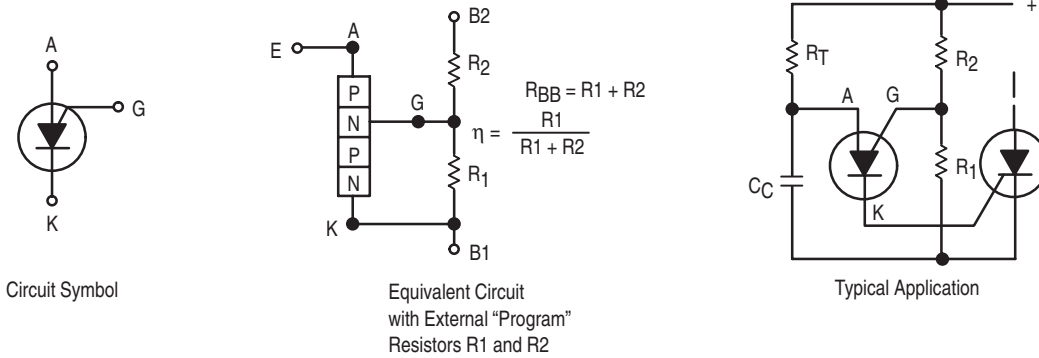 A
G
K
Circuit Symbol
E
A
B2
R2
P
N
P
N
G
RBB = R1 + R2
η = R1
R1 + R2
R1
K
B1
Equivalent Circuit
with External “Program”
Resistors R1 and R2
+
RT
R2
A
G
R1
CC
K
Typical Application